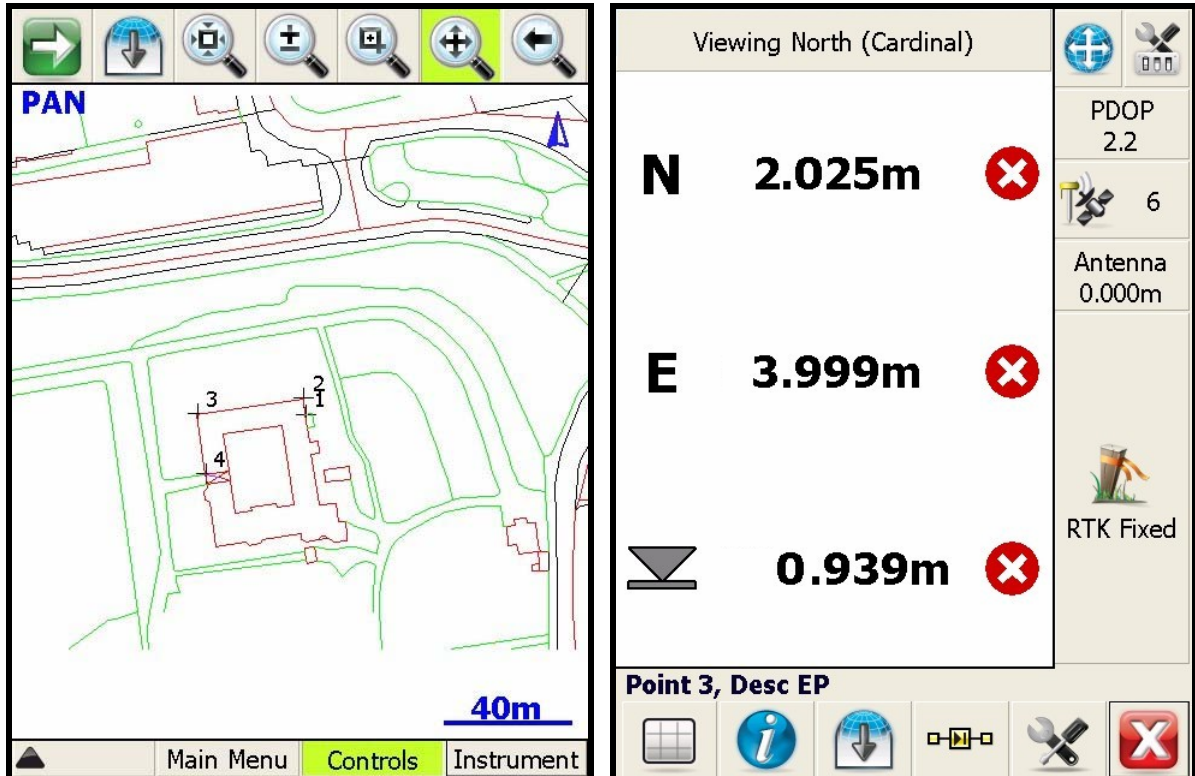 PAN
2
3
1
4
40m
Main Menu
Controls
Instrument
Viewing North (Cardinal)
PDOP
2.2
N 2.025m
6
Antenna
0.000m
E 3.999m
RTK Fixed
0.939m
Point 3, Desc EP